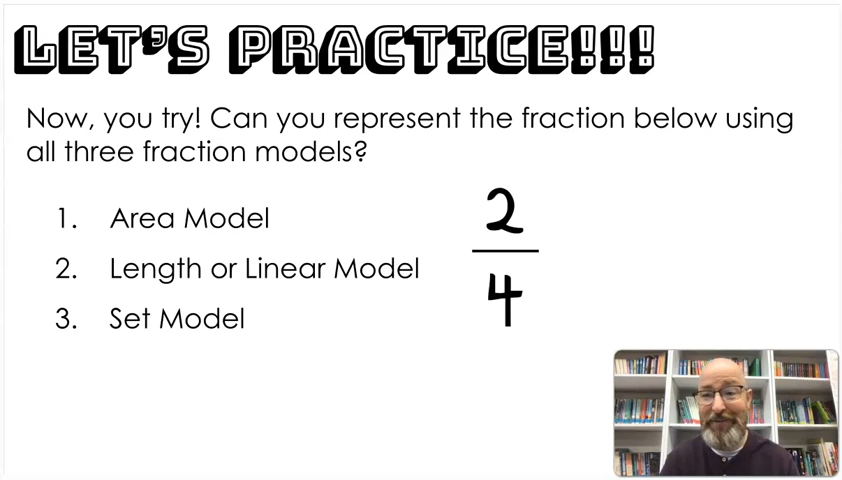 LET'S PRACTICE!!!
Now, you try! Can you represent the fraction below using
all three fraction models?
1. Area Model
2. Length or Linear Model
3. Set Model
2
4